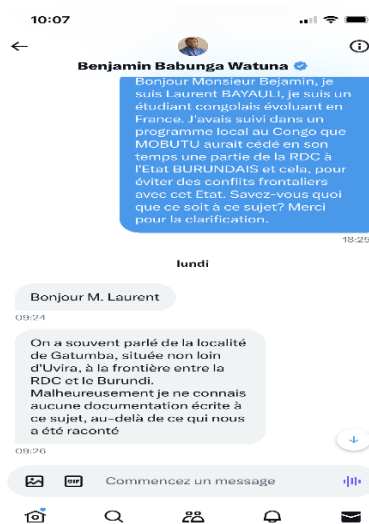 10:07
Benjamin Babunga Watuna
Bonjour Monsieur Bejamin, je
suis Laurent BAYAULI, je suis un
étudiant congolais évoluant en
France. J'avais suivi dans un
programme local au Congo que
MOBUTU aurait cédé en son
temps une partie de la RDC à
l'Etat BURUNDAIS et cela, pour
éviter des conflits frontaliers
avec cet Etat. Savez-vous quoi
que ce soit à ce sujet? Merci
pour la clarification.
18:25
lundi
Bonjour M. Laurent
09:24
On a souvent parlé de la localité
de Gatumba, située non loin
d'Uvira, à la frontière entre la
RDC et le Burundi.
Malheureusement je ne connais
aucune documentation écrite à
ce sujet, au-delà de ce qui nous
a été raconté
09:26
GIF
Commencez un message